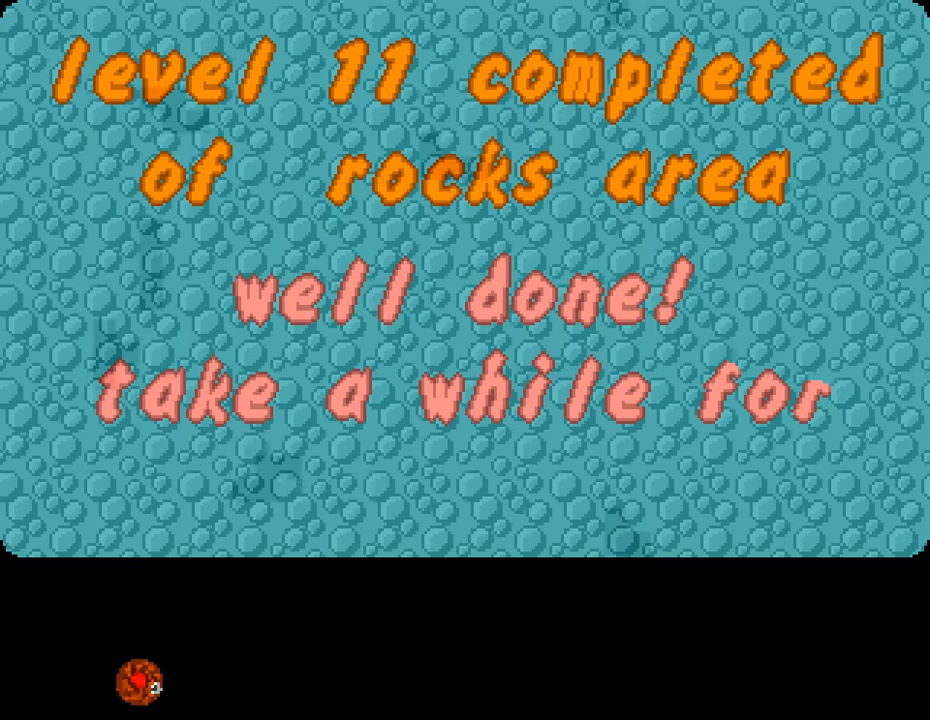 level 11 completed
of rocks area
well done!
take a while for